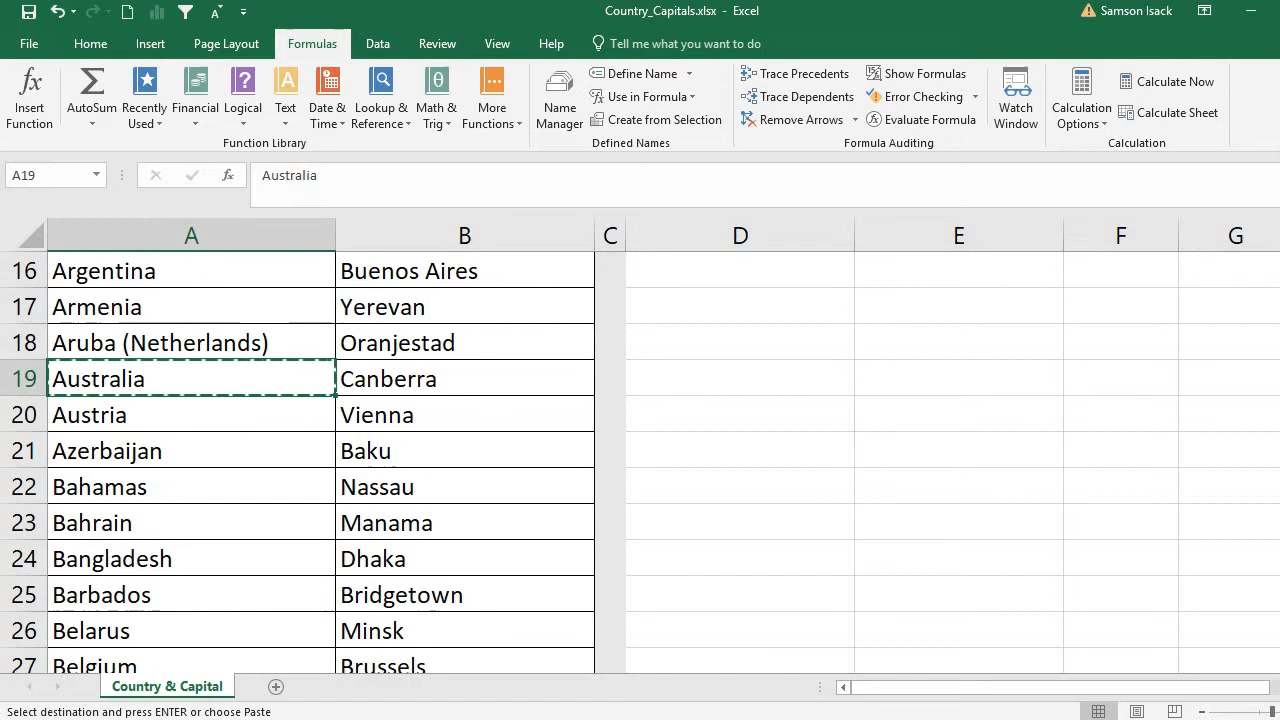 Country_Capitals.xlsx - Excel
Samson Isack
File Home Insert Page Layout Formulas Data Review View Help Tell me what you want to do
Insert Function
AutoSum
Recently Used
Financial
Logical
Text
Date & Time
Lookup & Reference
Math & Trig
More Functions
Function Library
Name Manager
Define Name
Use in Formula
Create from Selection
Defined Names
Trace Precedents
Trace Dependents
Remove Arrows
Show Formulas
Error Checking
Evaluate Formula
Formula Auditing
Watch Window
Calculation Options
Calculate Now
Calculate Sheet
Calculation
A19 fx Australia
A B C D E F G
16 Argentina Buenos Aires
17 Armenia Yerevan
18 Aruba (Netherlands) Oranjestad
19 Australia Canberra
20 Austria Vienna
21 Azerbaijan Baku
22 Bahamas Nassau
23 Bahrain Manama
24 Bangladesh Dhaka
25 Barbados Bridgetown
26 Belarus Minsk
27 Belgium Brussels
Country & Capital
Select destination and press ENTER or choose Paste